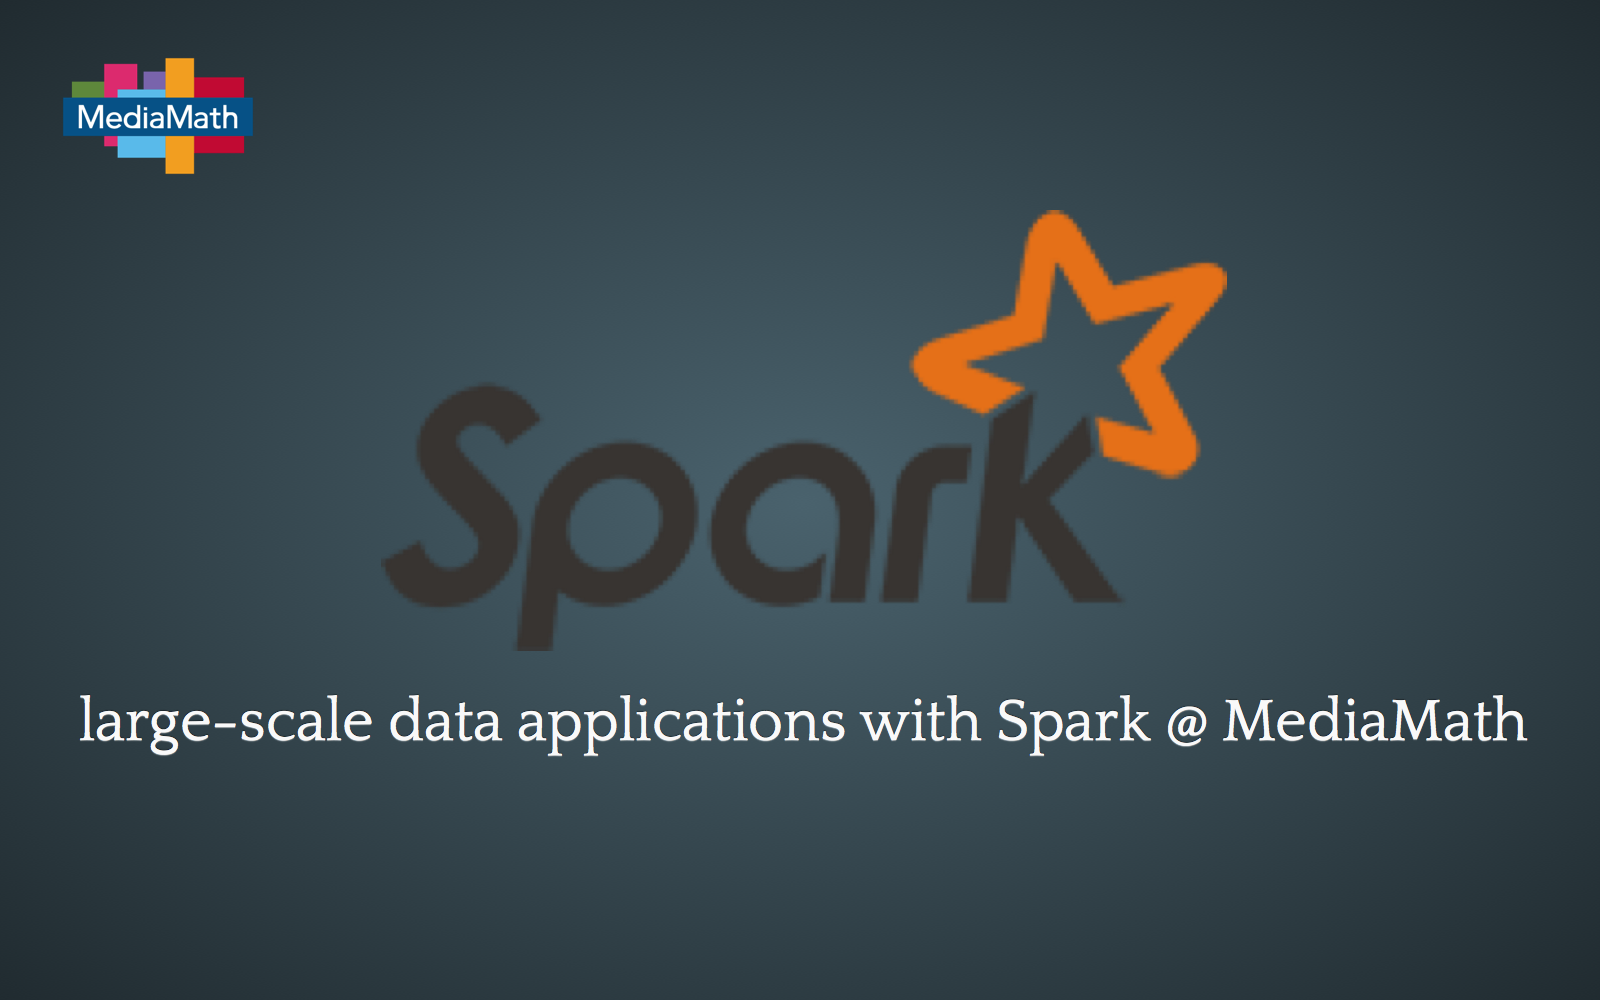 MediaMath
Spark
large-scale data applications with Spark @ MediaMath